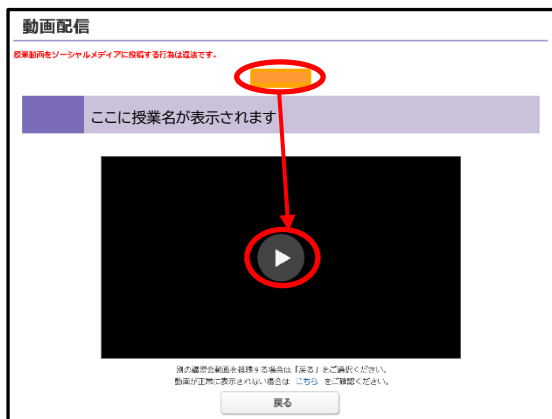 動画配信
授業動画をソーシャルメディアに投稿する行為は違法です。
ここに授業名が表示されます
別の講習会動画を視聴する場合は「戻る」をご選択ください。
動画が正常に表示されない場合は こちら をご確認ください。
戻る